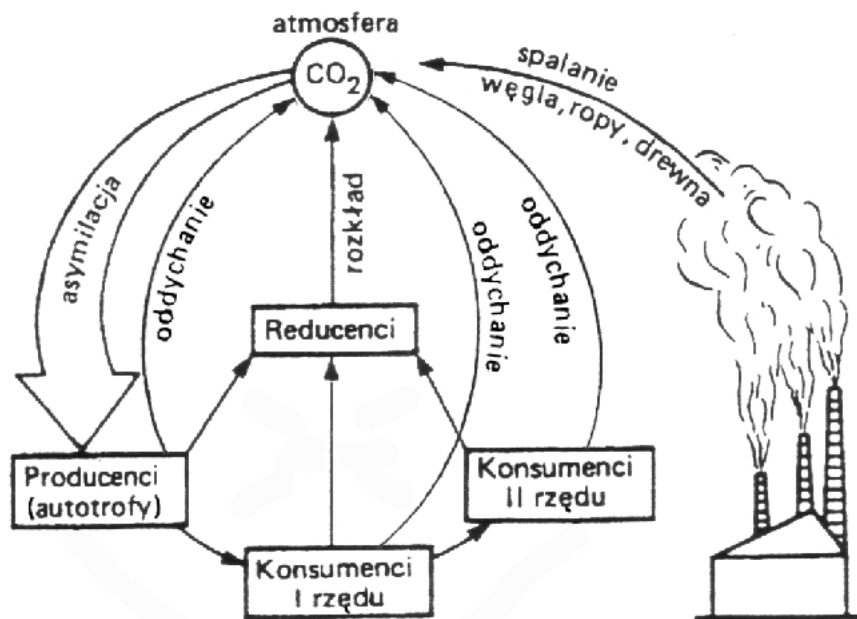 atmosfera
CO₂
spalanie
węgla, ropy, drewna
asymilacja
oddychanie
rozkład
oddychanie
oddychanie
Reducenci
Producenci
(autotrofy)
Konsumenci
II rzędu
Konsumenci
I rzędu